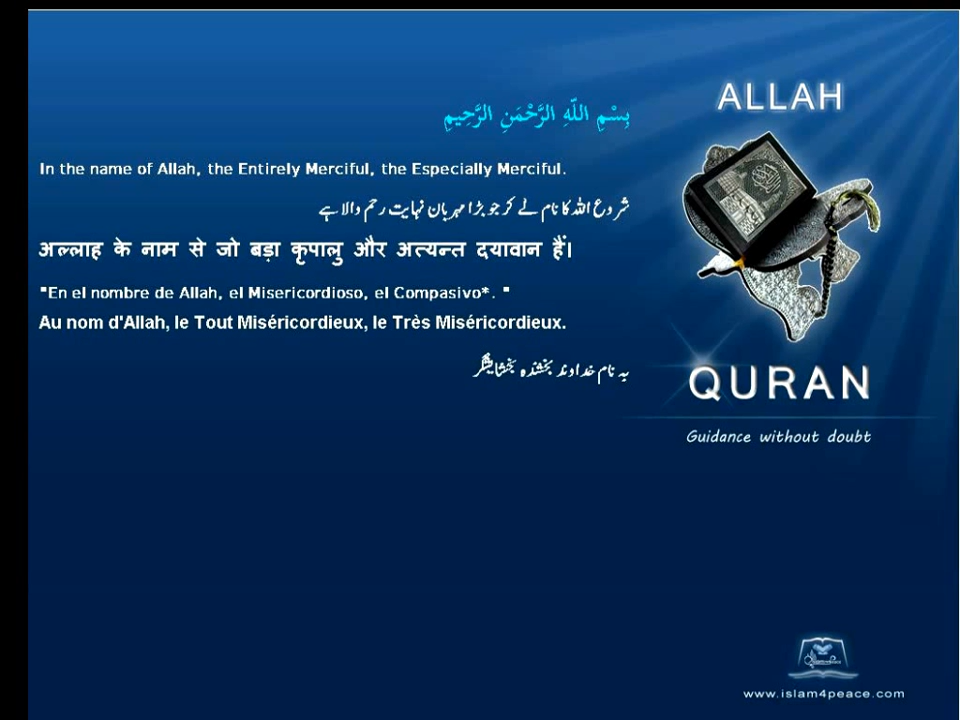 بِسْمِ اللّهِ الرَّحْمَنِ الرَّحِيمِ
In the name of Allah, the Entirely Merciful, the Especially Merciful.
شروع اللہ کا نام لے کر جو بڑا مہربان نہایت رحم والا ہے
अल्लाह के नाम से जो बड़ा कृपालु और अत्यन्त दयावान हैं।
"En el nombre de Allah, el Misericordioso, el Compasivo*. "
Au nom d'Allah, le Tout Miséricordieux, le Très Miséricordieux.
به نام خداوند بخشنده بخشایشگر
ALLAH
QURAN
Guidance without doubt
www.islam4peace.com